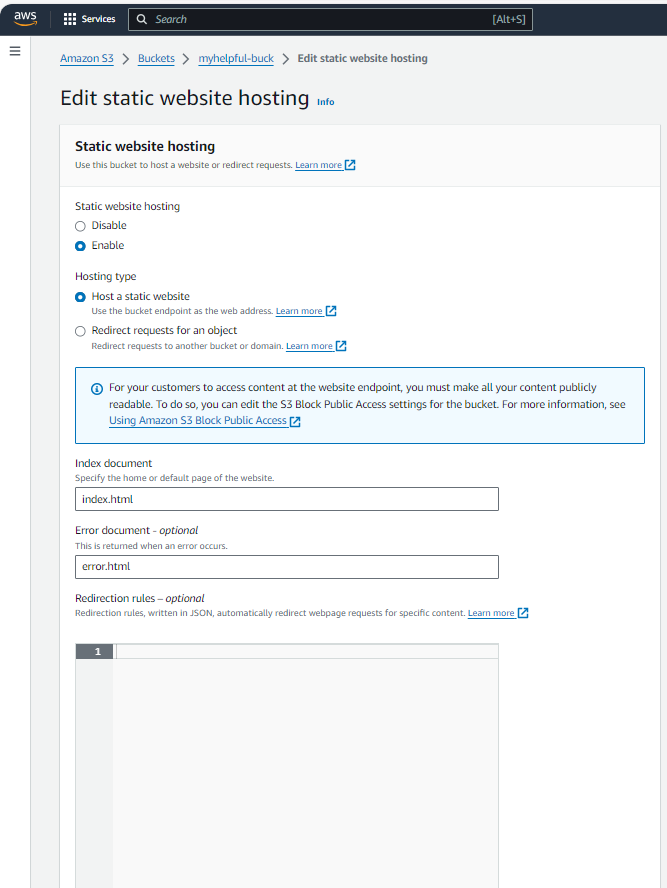 aws
Services
Search [Alt+S]
Amazon S3 > Buckets > myhelpful-buck > Edit static website hosting
Edit static website hosting Info
Static website hosting
Use this bucket to host a website or redirect requests. Learn more
Static website hosting
Disable
Enable
Hosting type
Host a static website
Use the bucket endpoint as the web address. Learn more
Redirect requests for an object
Redirect requests to another bucket or domain. Learn more
For your customers to access content at the website endpoint, you must make all your content publicly
readable. To do so, you can edit the S3 Block Public Access settings for the bucket. For more information, see
Using Amazon S3 Block Public Access
Index document
Specify the home or default page of the website.
index.html
Error document - optional
This is returned when an error occurs.
error.html
Redirection rules – optional
Redirection rules, written in JSON, automatically redirect webpage requests for specific content. Learn more
1